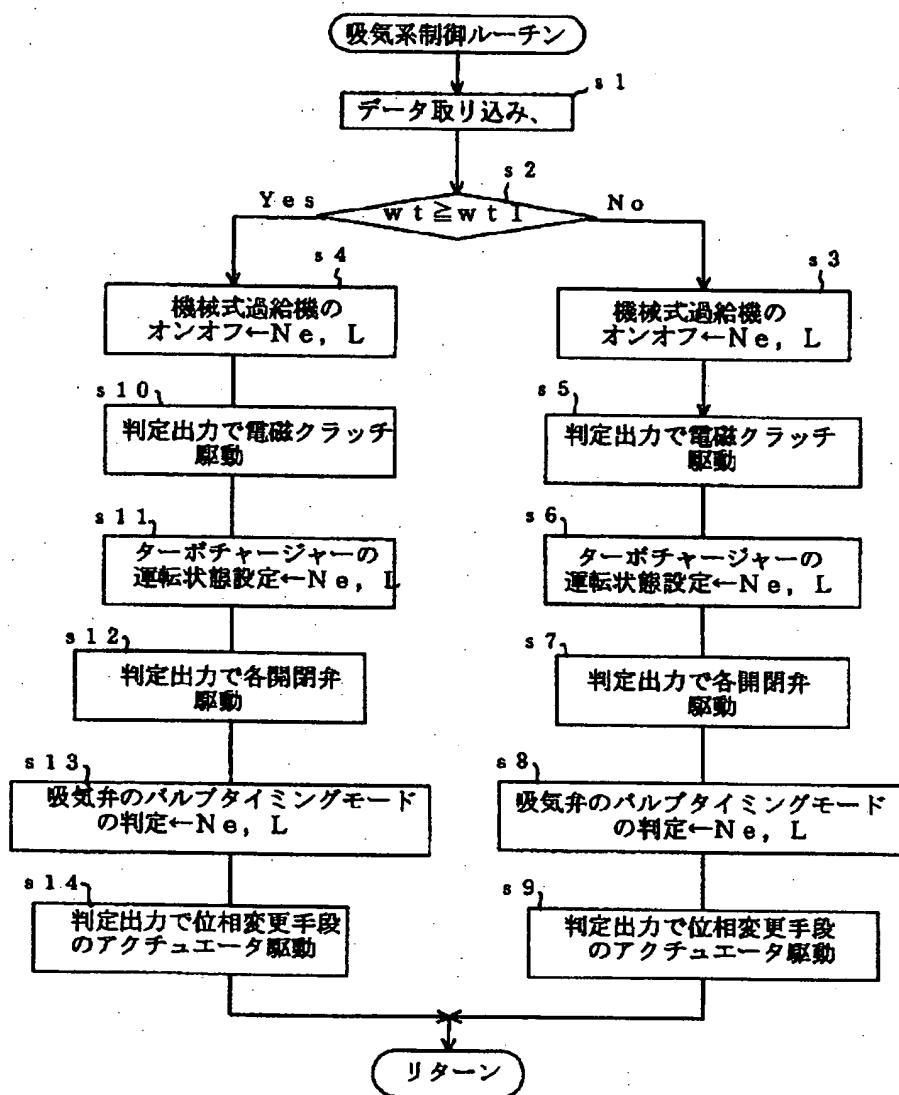 吸気系制御ルーチン
s1
データ取り込み、
s2
Yes
wt≧wt1
No
s4
機械式過給機の
オンオフ←Ne, L
s10
判定出力で電磁クラッチ
駆動
s11
ターボチャージャーの
運転状態設定←Ne, L
s12
判定出力で各開閉弁
駆動
s13
吸気弁のバルブタイミングモード
の判定←Ne, L
s14
判定出力で位相変更手段
のアクチュエータ駆動
s3
機械式過給機の
オンオフ←Ne, L
s5
判定出力で電磁クラッチ
駆動
s6
ターボチャージャーの
運転状態設定←Ne, L
s7
判定出力で各開閉弁
駆動
s8
吸気弁のバルブタイミングモード
の判定←Ne, L
s9
判定出力で位相変更手段
のアクチュエータ駆動
リターン